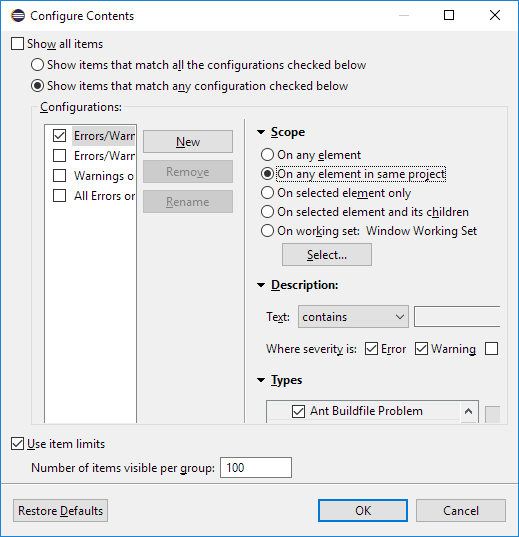 Configure Contents
Show all items
Show items that match all the configurations checked below
Show items that match any configuration checked below
Configurations:
Errors/Warn
Errors/Warn
Warnings o
All Errors or
New
Remove
Rename
Scope
On any element
On any element in same project
On selected element only
On selected element and its children
On working set: Window Working Set
Select...
Description:
Text: contains
Where severity is: Error Warning
Types
Ant Buildfile Problem
Use item limits
Number of items visible per group: 100
Restore Defaults OK Cancel